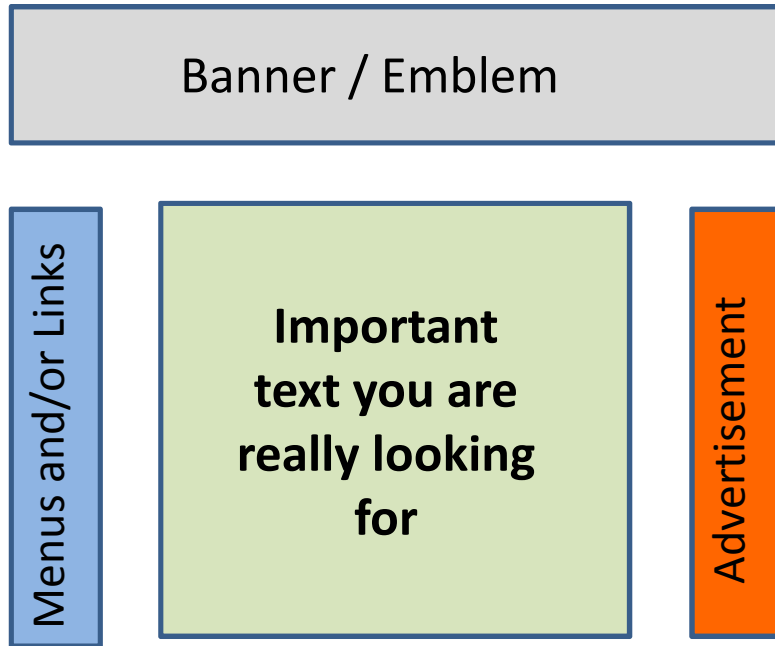 Banner / Emblem
Menus and/or Links
Important
text you are
really looking
for
Advertisement